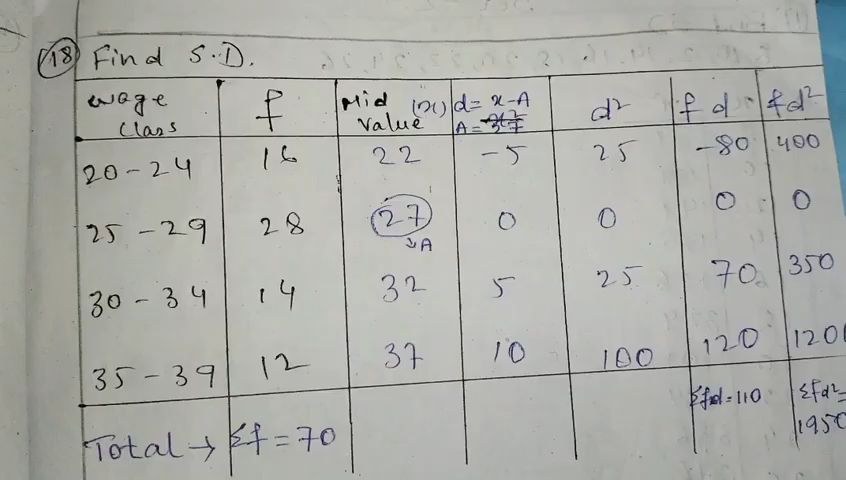 (18) Find S.D.
wage Class f Mid Value (x) d = x-A A = 27 d² fd fd²
20-24 16 22 -5 25 -80 400
25-29 28 27 0 0 0 0
↓A
30-34 14 32 5 25 70 350
35-39 12 37 10 100 120 120
Σfd=110 Σfd²=
Total → Σf=70 1950